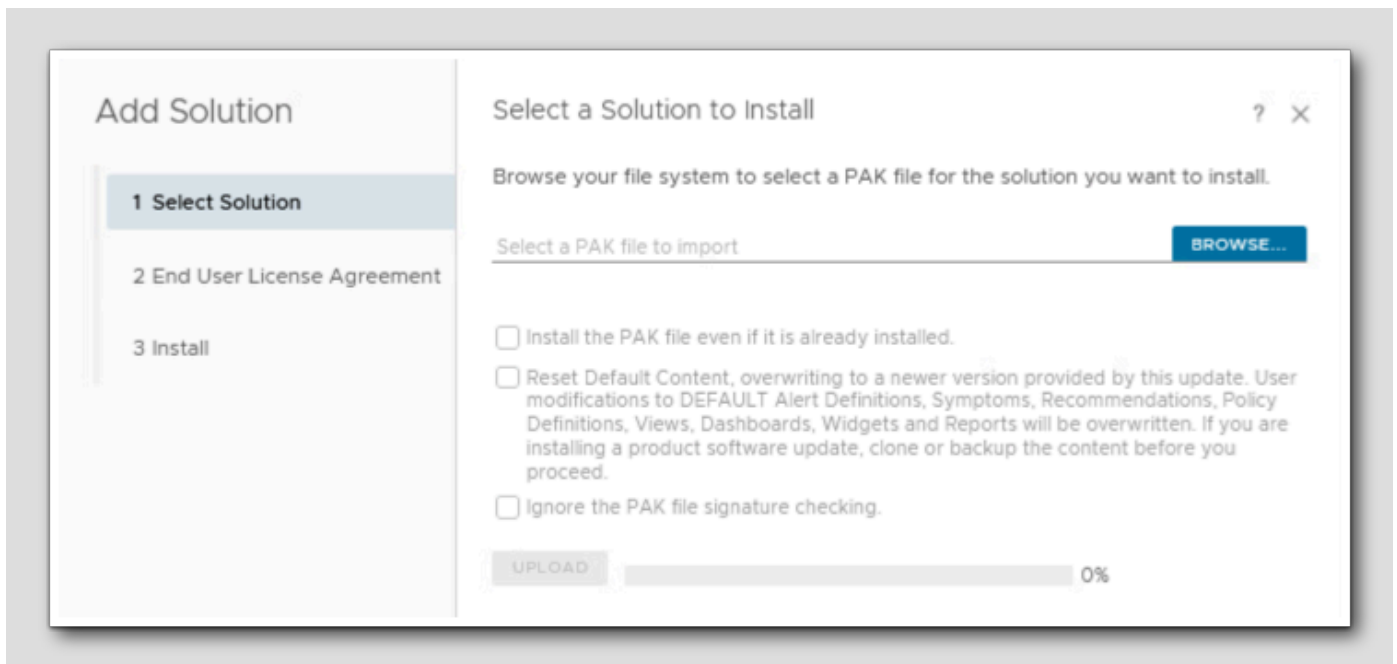 Add Solution
1 Select Solution
2 End User License Agreement
3 Install
Select a Solution to Install
? ×
Browse your file system to select a PAK file for the solution you want to install.
Select a PAK file to import
BROWSE...
Install the PAK file even if it is already installed.
Reset Default Content, overwriting to a newer version provided by this update. User
modifications to DEFAULT Alert Definitions, Symptoms, Recommendations, Policy
Definitions, Views, Dashboards, Widgets and Reports will be overwritten. If you are
installing a product software update, clone or backup the content before you
proceed.
Ignore the PAK file signature checking.
UPLOAD
0%